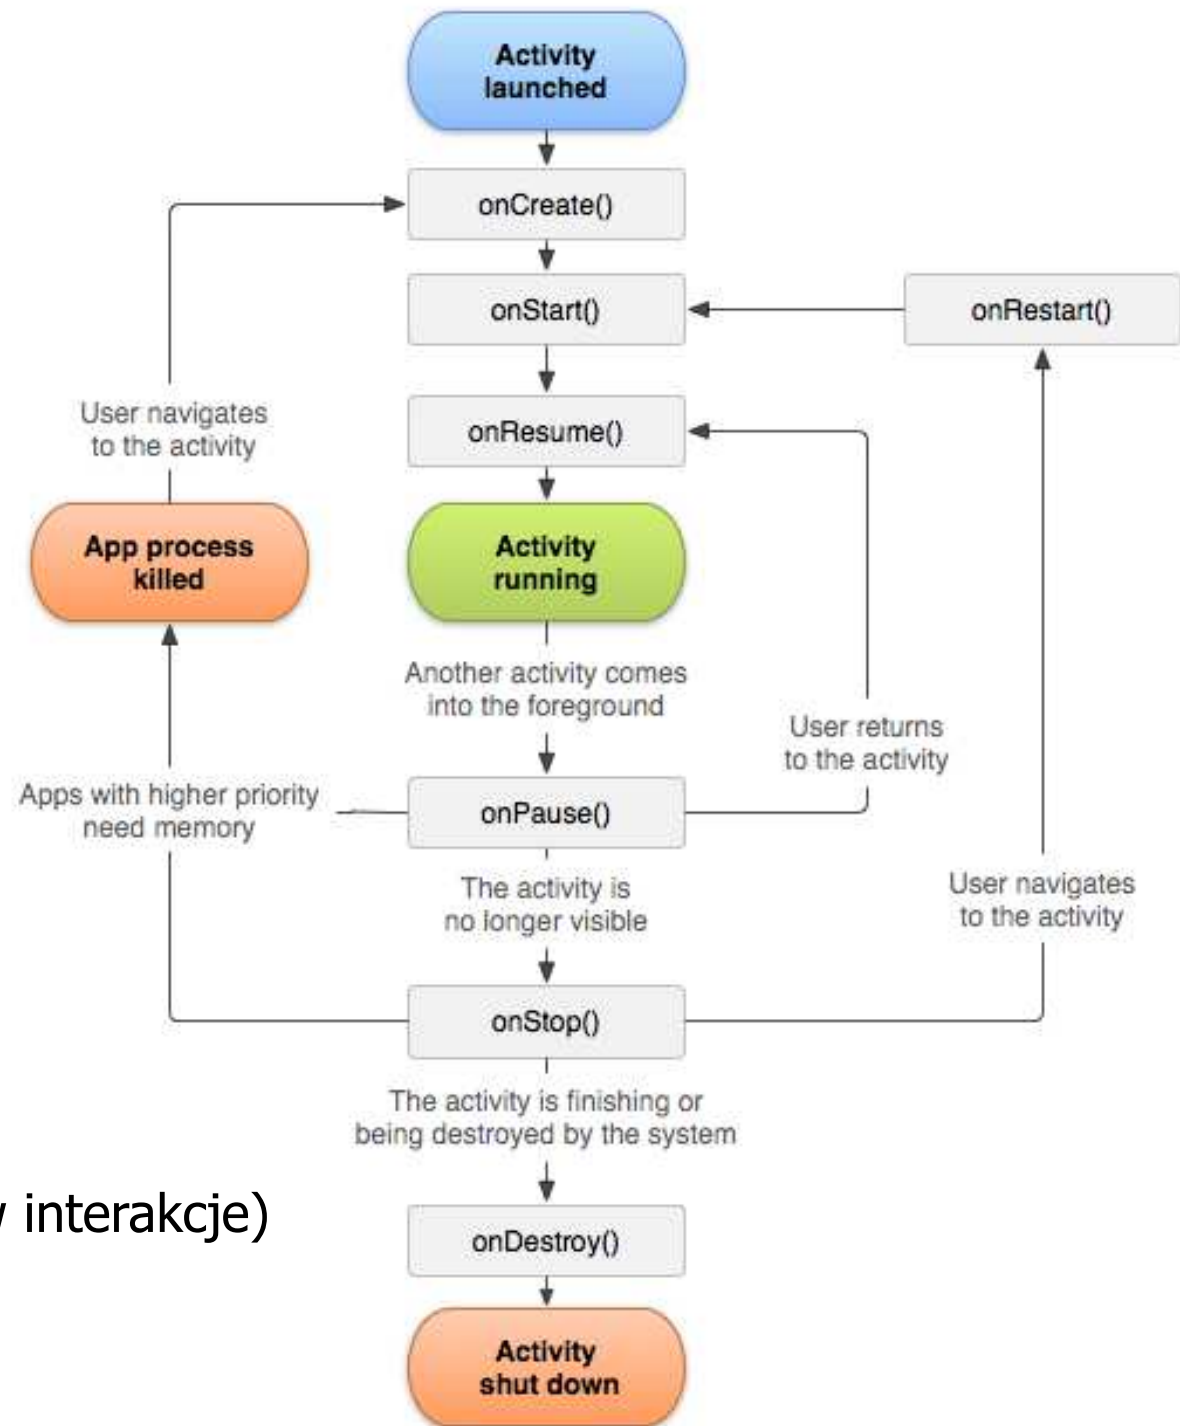 Activity
launched
onCreate()
onStart()
onRestart()
onResume()
User navigates
to the activity
App process
killed
Activity
running
Another activity comes
into the foreground
User returns
to the activity
Apps with higher priority
need memory
onPause()
The activity is
no longer visible
User navigates
to the activity
onStop()
The activity is finishing or
being destroyed by the system
interakcje)
onDestroy()
Activity
shut down